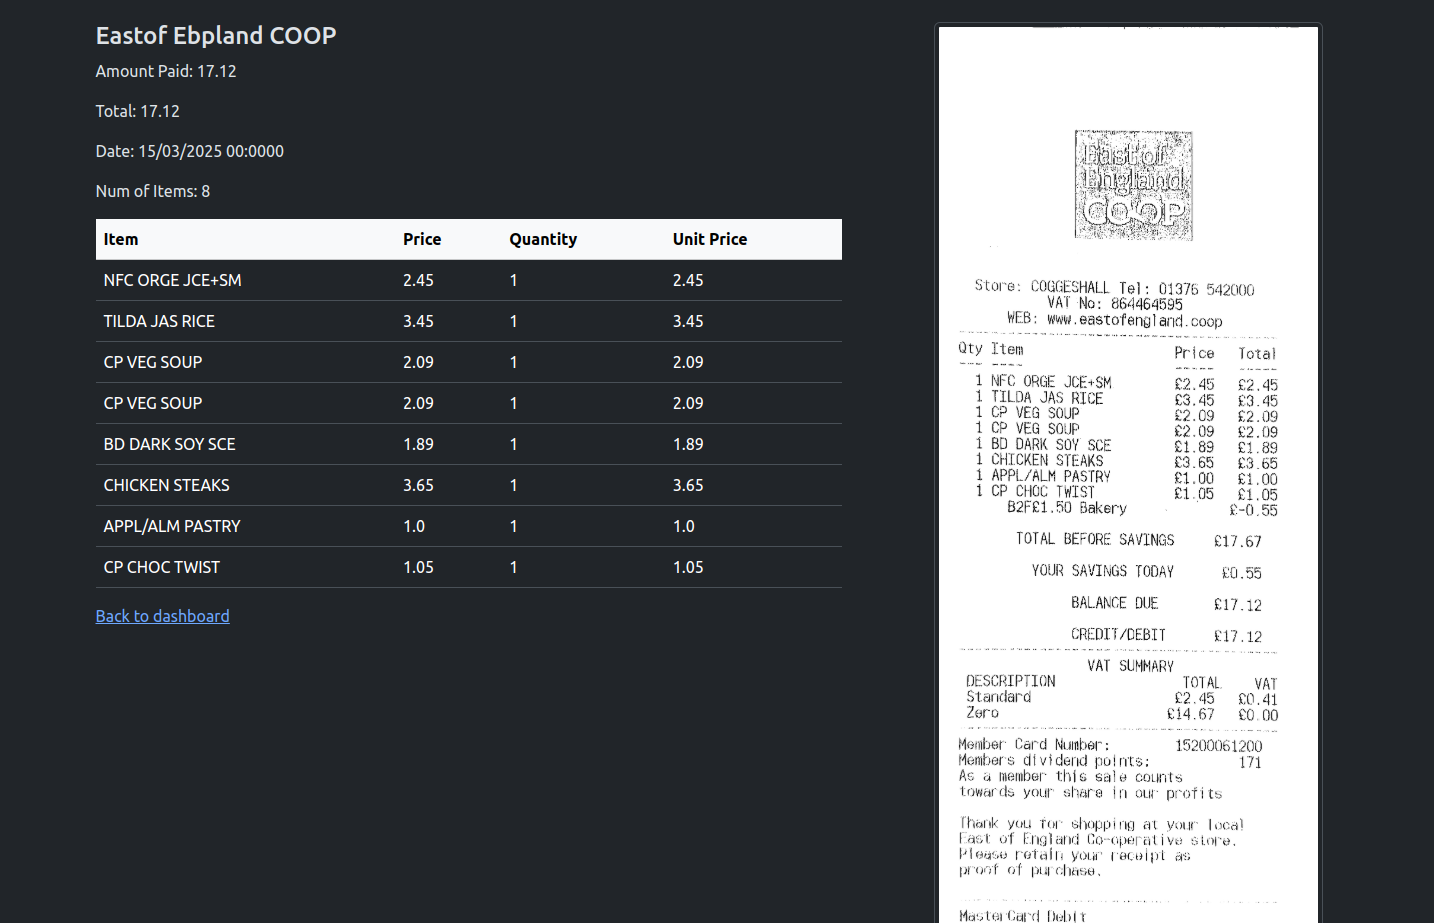 Eastof Ebpland COOP
Amount Paid: 17.12
Total: 17.12
Date: 15/03/2025 00:0000
Num of Items: 8
Item Price Quantity Unit Price
NFC ORGE JCE+SM 2.45 1 2.45
TILDA JAS RICE 3.45 1 3.45
CP VEG SOUP 2.09 1 2.09
CP VEG SOUP 2.09 1 2.09
BD DARK SOY SCE 1.89 1 1.89
CHICKEN STEAKS 3.65 1 3.65
APPL/ALM PASTRY 1.0 1 1.0
CP CHOC TWIST 1.05 1 1.05
Back to dashboard
East of
England
COOP
Store: COGGESHALL Tel: 01376 542000
VAT No: 864464595
WEB: www.eastofengland.coop
Qty Item Price Total
1 NFC ORGE JCE+SM £2.45 £2.45
1 TILDA JAS RICE £3.45 £3.45
1 CP VEG SOUP £2.09 £2.09
1 CP VEG SOUP £2.09 £2.09
1 BD DARK SOY SCE £1.89 £1.89
1 CHICKEN STEAKS £3.65 £3.65
1 APPL/ALM PASTRY £1.00 £1.00
1 CP CHOC TWIST £1.05 £1.05
B2F£1.50 Bakery £-0.55
TOTAL BEFORE SAVINGS £17.67
YOUR SAVINGS TODAY £0.55
BALANCE DUE £17.12
CREDIT/DEBIT £17.12
VAT SUMMARY
DESCRIPTION TOTAL VAT
Standard £2.45 £0.41
Zero £14.67 £0.00
Member Card Number: 15200061200
Members dividend points: 171
As a member this sale counts
towards your share in our profits
Thank you for shopping at your local
East of England Co-operative store.
Please retain your receipt as
proof of purchase.
MasterCard Debit